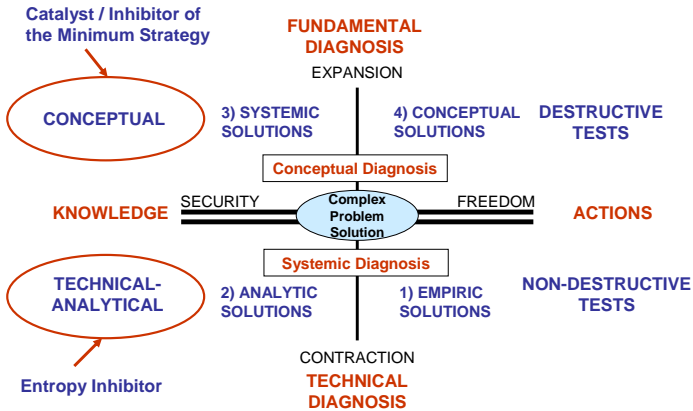 Catalyst / Inhibitor of
the Minimum Strategy
FUNDAMENTAL
DIAGNOSIS
EXPANSION
CONCEPTUAL
3) SYSTEMIC
SOLUTIONS
4) CONCEPTUAL
SOLUTIONS
DESTRUCTIVE
TESTS
Conceptual Diagnosis
KNOWLEDGE
SECURITY
Complex
Problem
Solution
FREEDOM
ACTIONS
Systemic Diagnosis
TECHNICAL-
ANALYTICAL
2) ANALYTIC
SOLUTIONS
1) EMPIRIC
SOLUTIONS
NON-DESTRUCTIVE
TESTS
CONTRACTION
TECHNICAL
DIAGNOSIS
Entropy Inhibitor